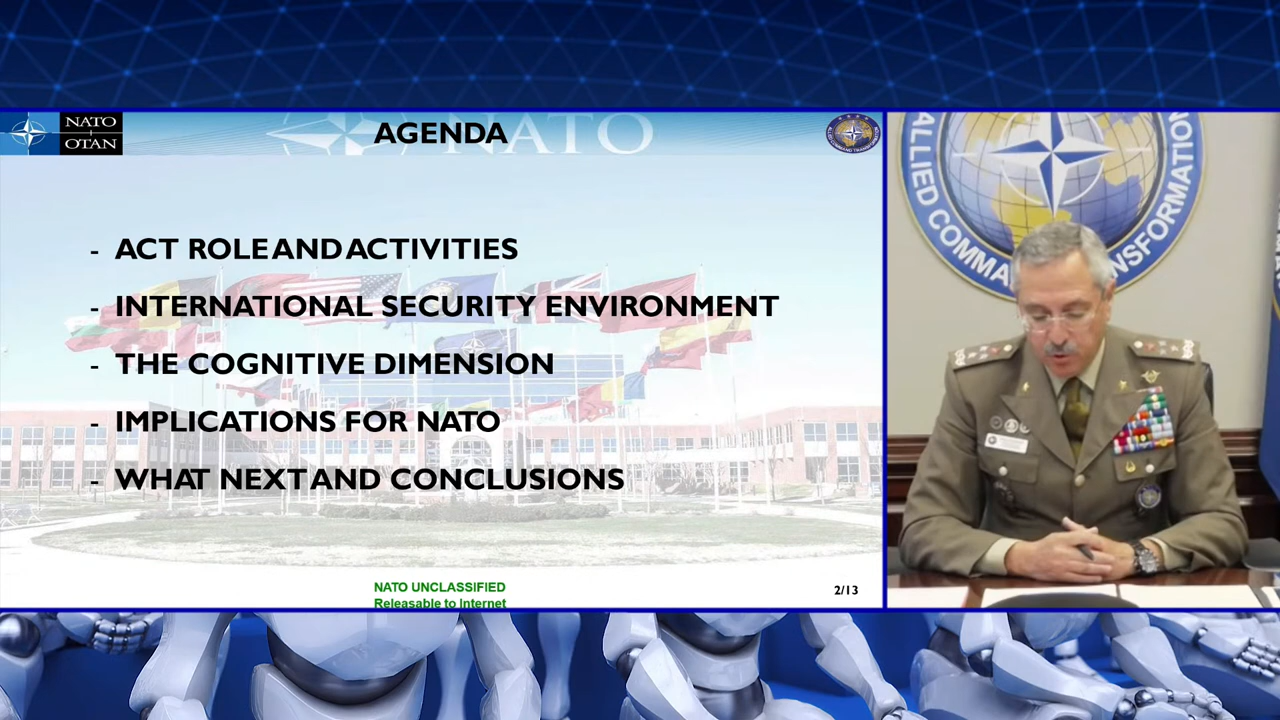 NATO
OTAN
AGENDA
NATO
- ACT ROLE AND ACTIVITIES
- INTERNATIONAL SECURITY ENVIRONMENT
- THE COGNITIVE DIMENSION
- IMPLICATIONS FOR NATO
- WHAT NEXT AND CONCLUSIONS
NATO UNCLASSIFIED
Releasable to Internet
2/13
ALLIED COMMAND TRANSFORMATION